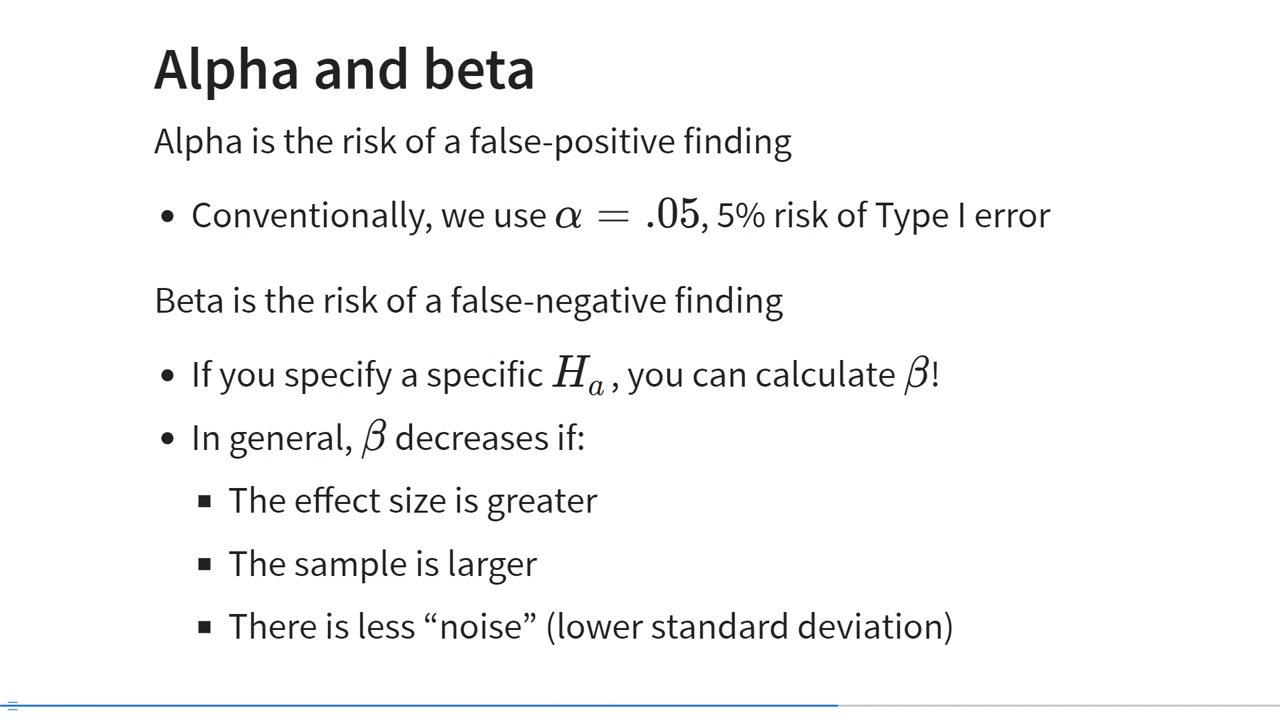 Alpha and beta
Alpha is the risk of a false-positive finding
• Conventionally, we use α = .05, 5% risk of Type I error
Beta is the risk of a false-negative finding
• If you specify a specific Hₐ, you can calculate β!
• In general, β decreases if:
▪ The effect size is greater
▪ The sample is larger
▪ There is less “noise” (lower standard deviation)